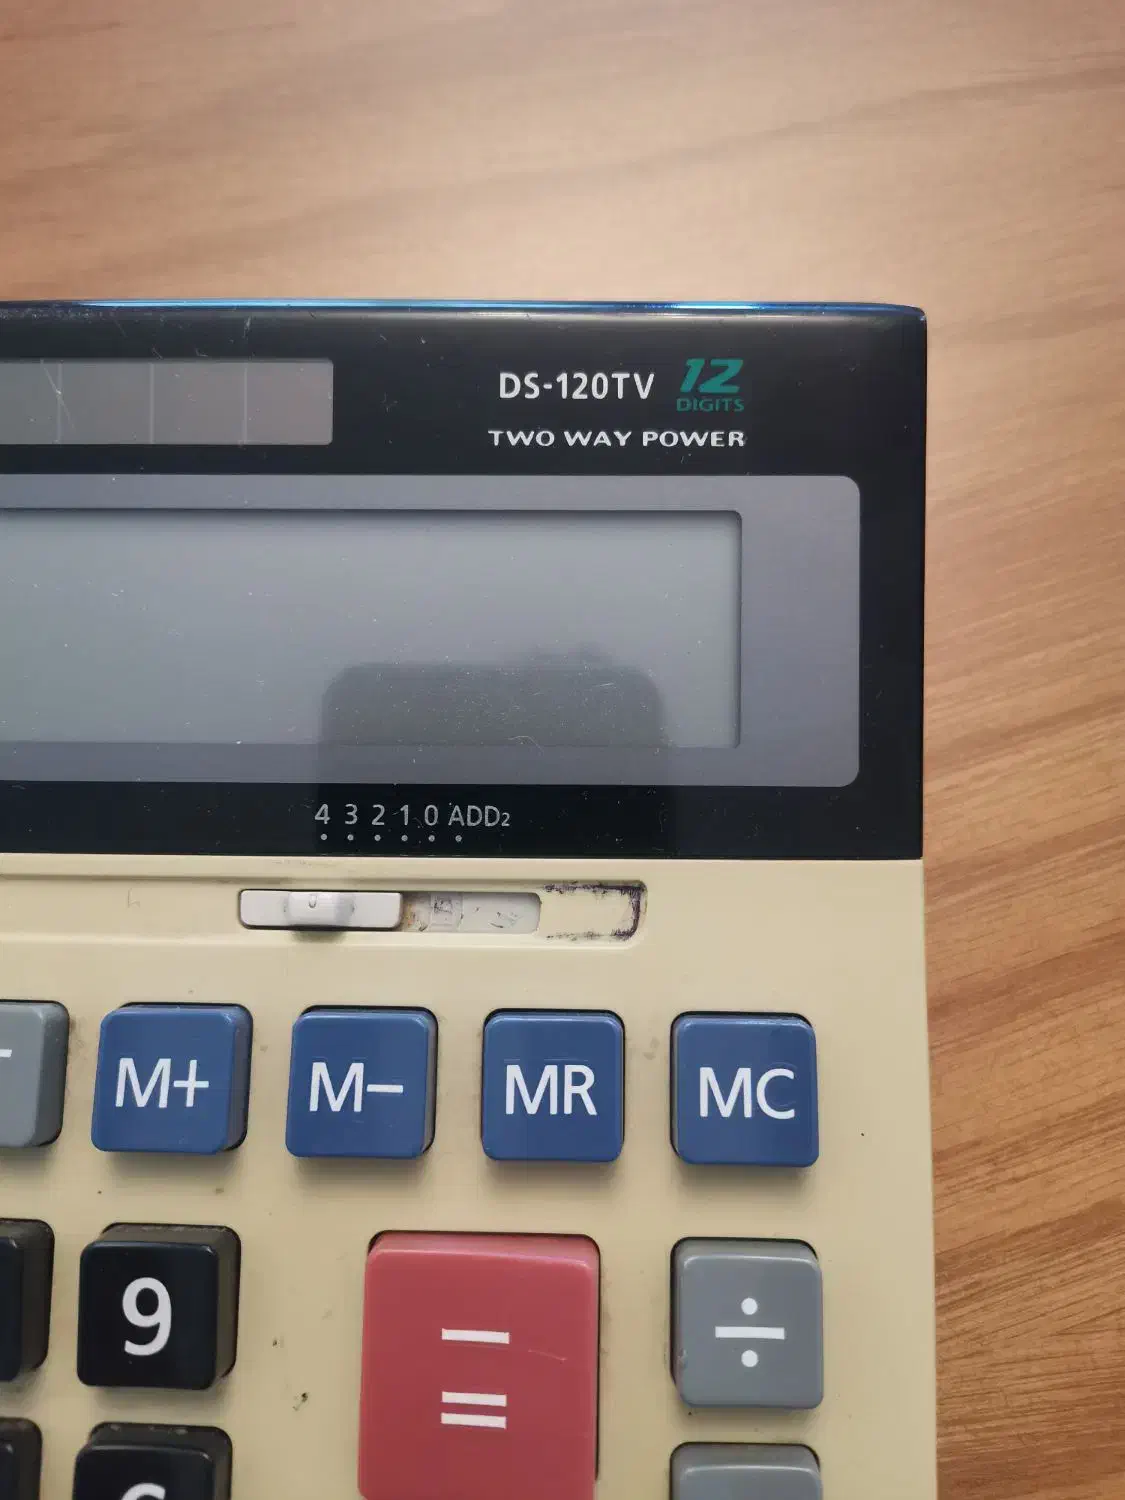 DS-120TV 12 DIGITS
TWO WAY POWER
4 3 2 1 0 ADD2
M+ M− MR MC
9 − = ÷